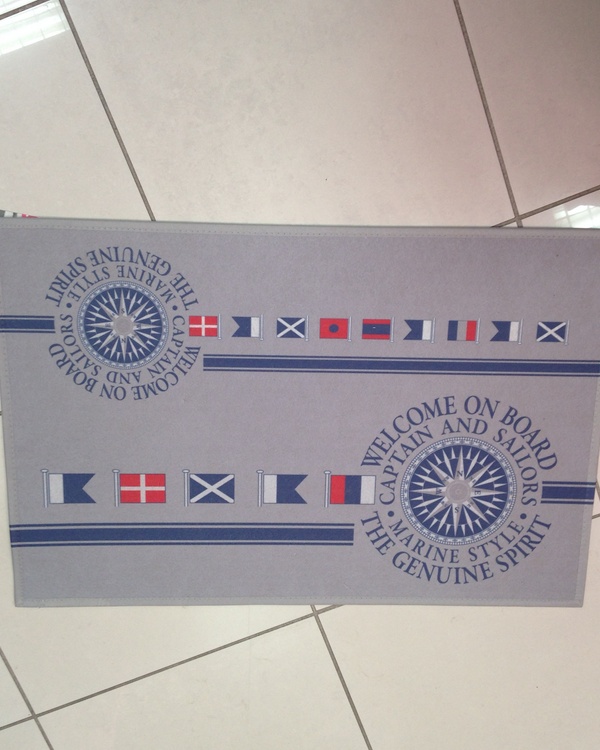 WELCOME ON BOARD
CAPTAIN AND SAILORS
• MARINE STYLE •
THE GENUINE SPIRIT
WELCOME ON BOARD
CAPTAIN AND SAILORS
• MARINE STYLE •
THE GENUINE SPIRIT